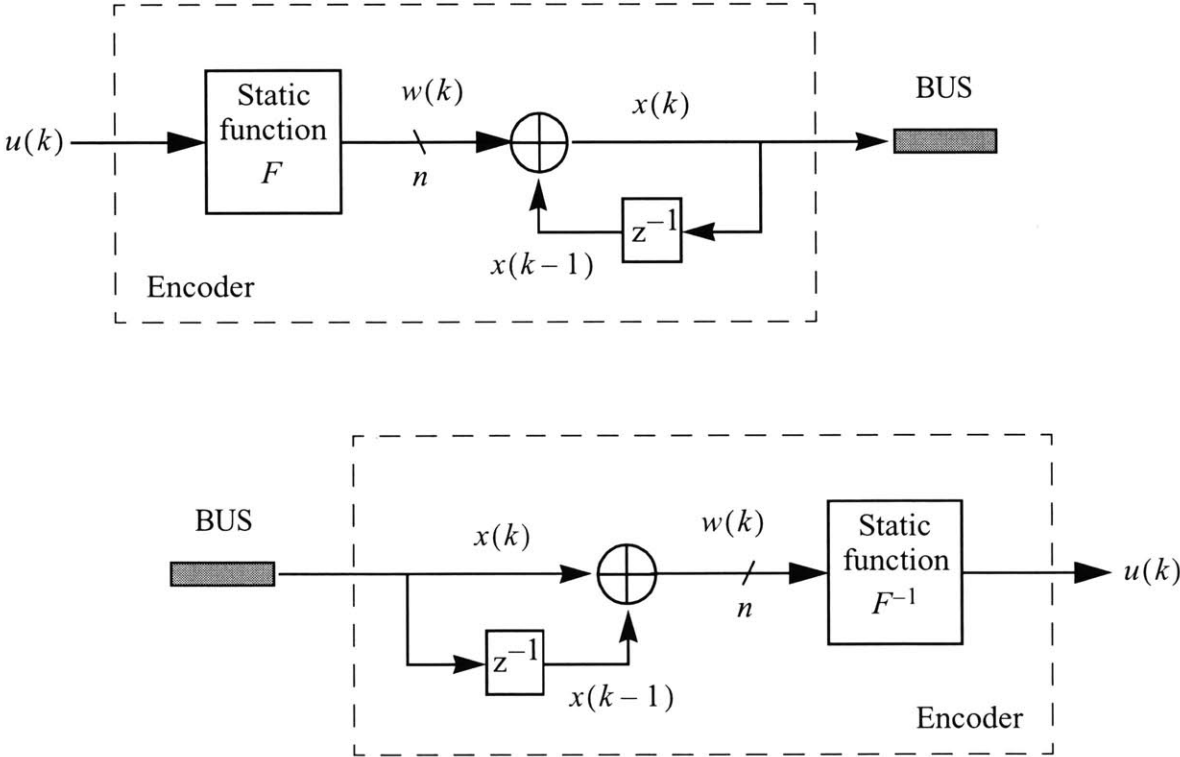 u(k)
Static
function
F
w(k)
n
x(k)
BUS
z⁻¹
x(k−1)
Encoder
BUS
x(k)
w(k)
n
Static
function
F⁻¹
u(k)
z⁻¹
x(k−1)
Encoder